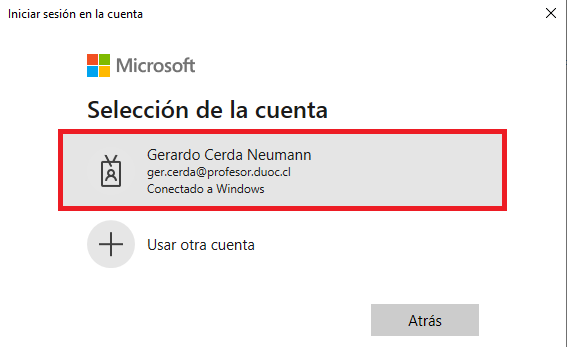 Iniciar sesión en la cuenta
Microsoft
Selección de la cuenta
Gerardo Cerda Neumann
ger.cerda@profesor.duoc.cl
Conectado a Windows
Usar otra cuenta
Atrás